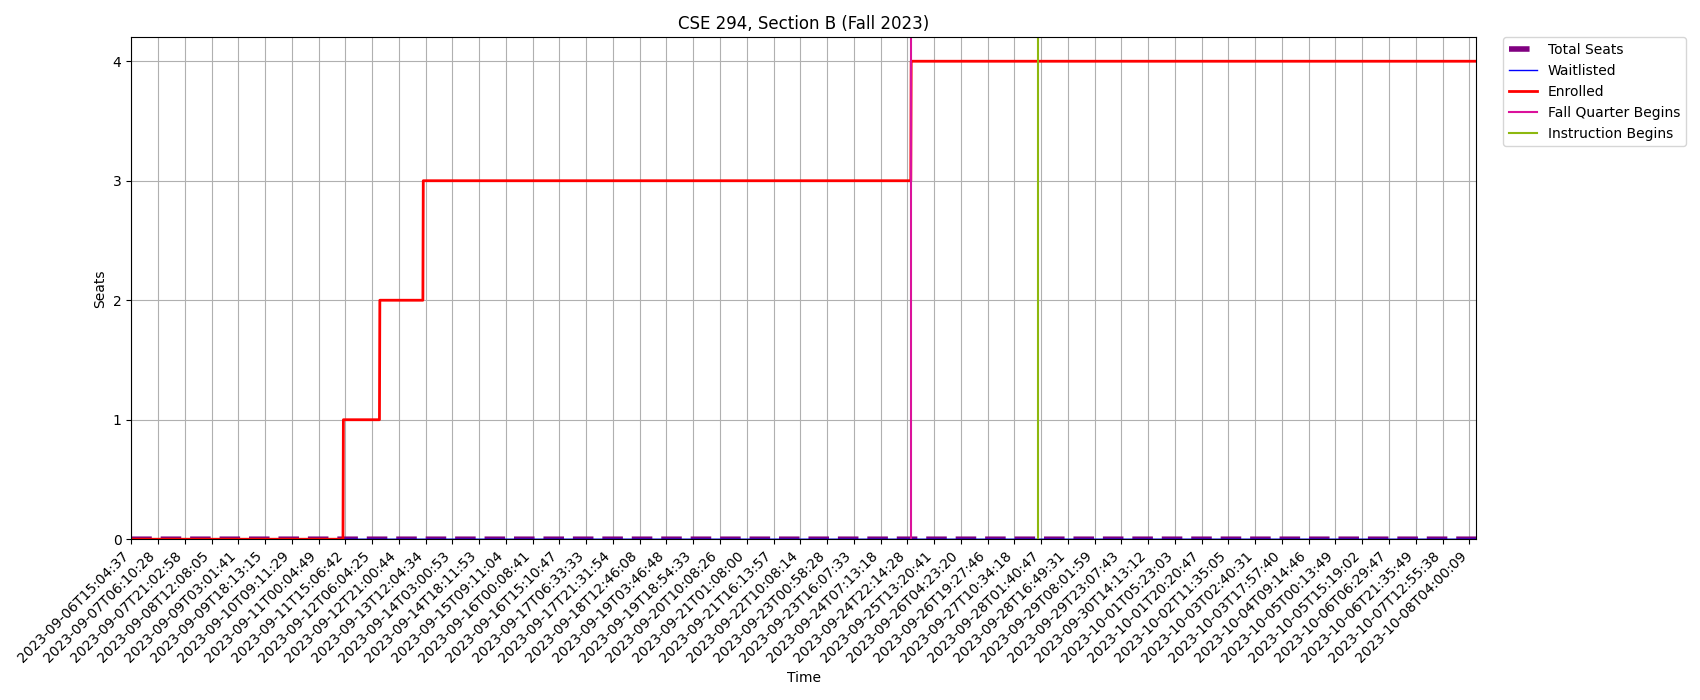 CSE 294, Section B (Fall 2023)
Total Seats
Waitlisted
Enrolled
Fall Quarter Begins
Instruction Begins
Seats
4
3
2
1
0
2023-09-06T15:04:37
2023-09-07T06:10:28
2023-09-07T21:02:58
2023-09-08T12:08:05
2023-09-09T03:01:41
2023-09-09T18:13:15
2023-09-10T09:11:29
2023-09-11T00:04:49
2023-09-11T15:06:42
2023-09-12T06:04:25
2023-09-12T21:00:44
2023-09-13T12:04:34
2023-09-14T03:00:53
2023-09-14T18:11:53
2023-09-15T09:11:04
2023-09-16T00:08:41
2023-09-16T15:10:47
2023-09-17T06:33:33
2023-09-17T21:31:54
2023-09-18T12:46:08
2023-09-19T03:46:48
2023-09-19T18:54:33
2023-09-20T10:08:26
2023-09-21T01:08:00
2023-09-21T16:13:57
2023-09-22T10:08:14
2023-09-23T00:58:28
2023-09-23T16:07:33
2023-09-24T07:13:18
2023-09-24T22:14:28
2023-09-25T13:20:41
2023-09-26T04:23:20
2023-09-26T19:27:46
2023-09-27T10:34:18
2023-09-28T01:40:47
2023-09-28T16:49:31
2023-09-29T08:01:59
2023-09-29T23:07:43
2023-09-30T14:13:12
2023-10-01T05:23:03
2023-10-01T20:20:47
2023-10-02T11:35:05
2023-10-03T02:40:31
2023-10-03T17:57:40
2023-10-04T09:14:46
2023-10-05T00:13:49
2023-10-05T15:19:02
2023-10-06T06:29:47
2023-10-06T21:35:49
2023-10-07T12:55:38
2023-10-08T04:00:09
Time